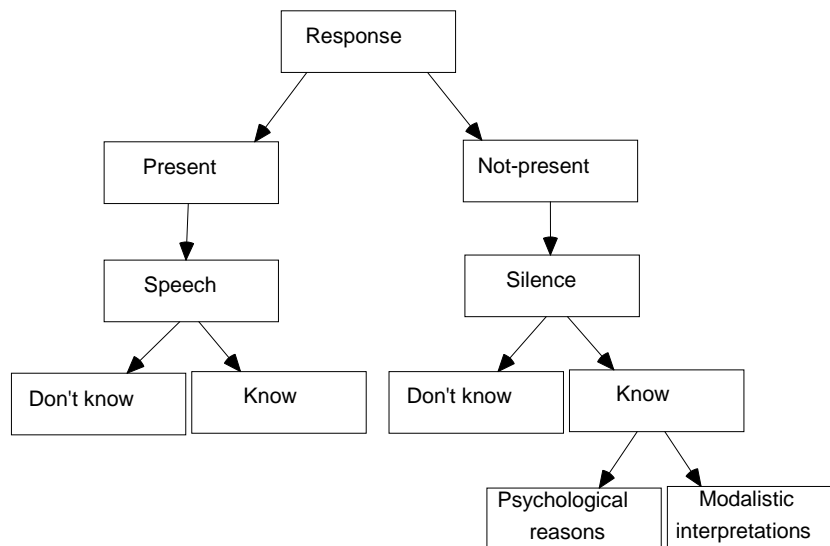 Response
Present
Not-present
Speech
Silence
Don't know
Know
Don't know
Know
Psychological
reasons
Modalistic
interpretations